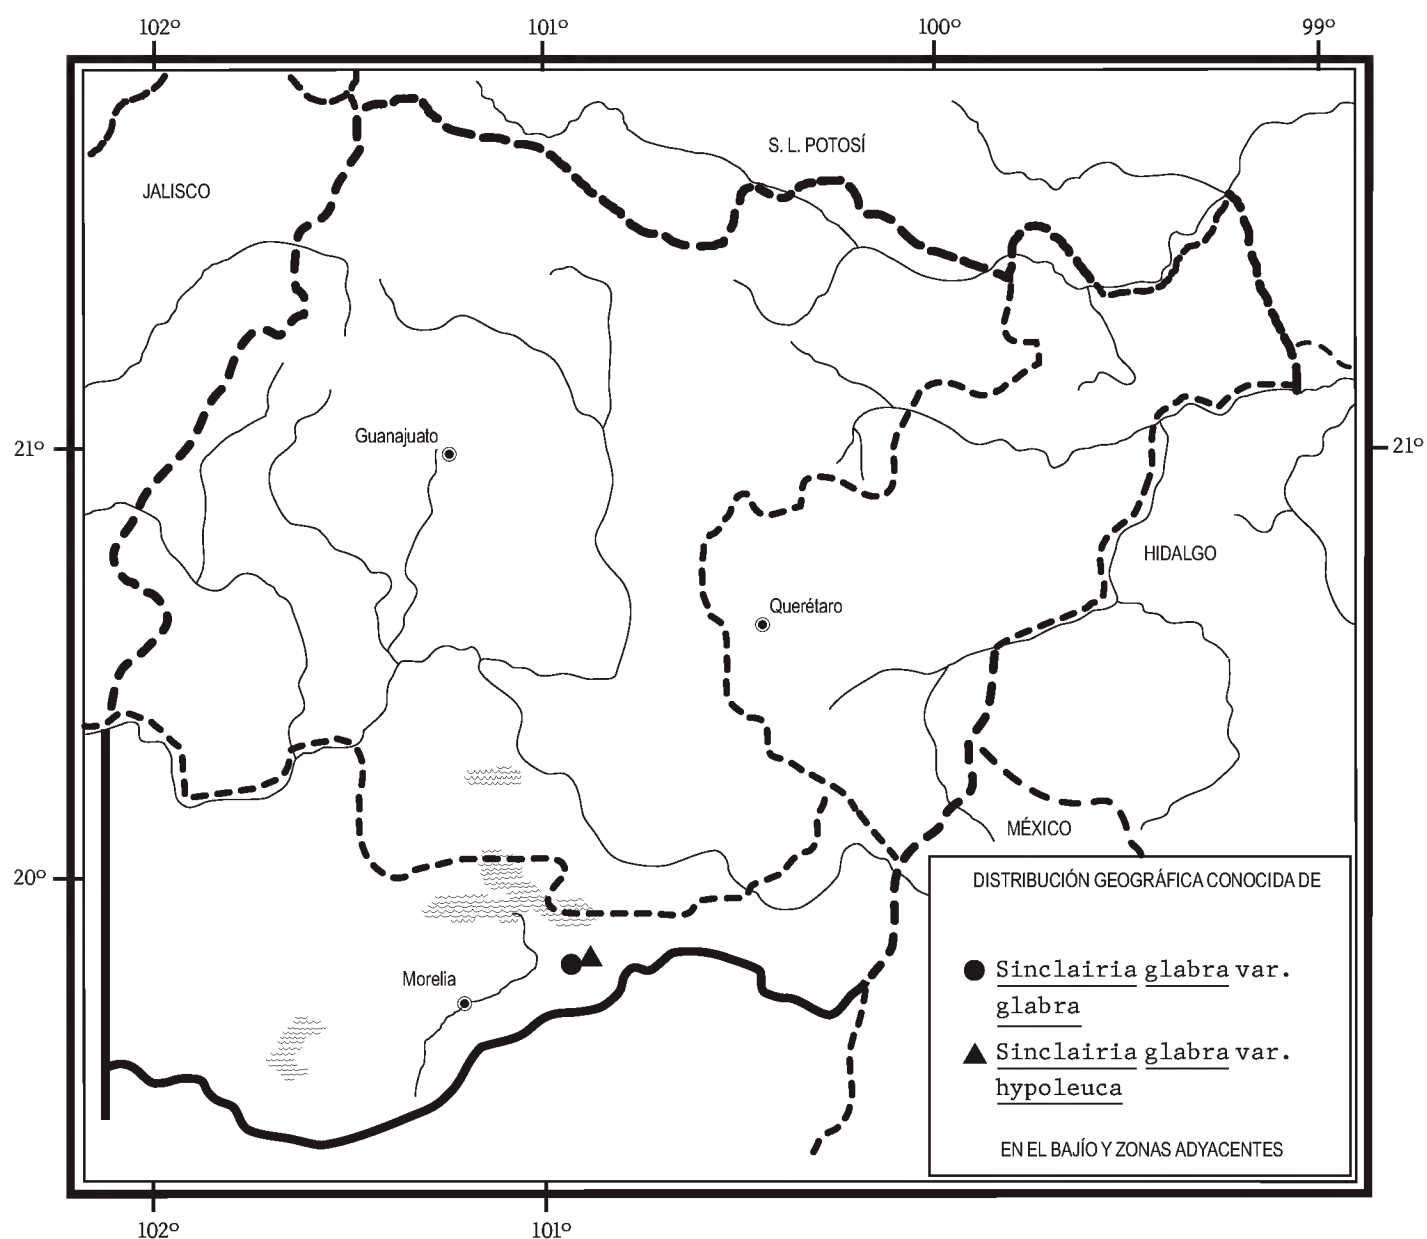 102º 101º 100º 99º
S. L. POTOSÍ
JALISCO
Guanajuato
21º 21º
HIDALGO
Querétaro
MÉXICO
20º
DISTRIBUCIÓN GEOGRÁFICA CONOCIDA DE
Sinclairia glabra var.
glabra
Sinclairia glabra var.
hypoleuca
EN EL BAJÍO Y ZONAS ADYACENTES
Morelia
102º 101º